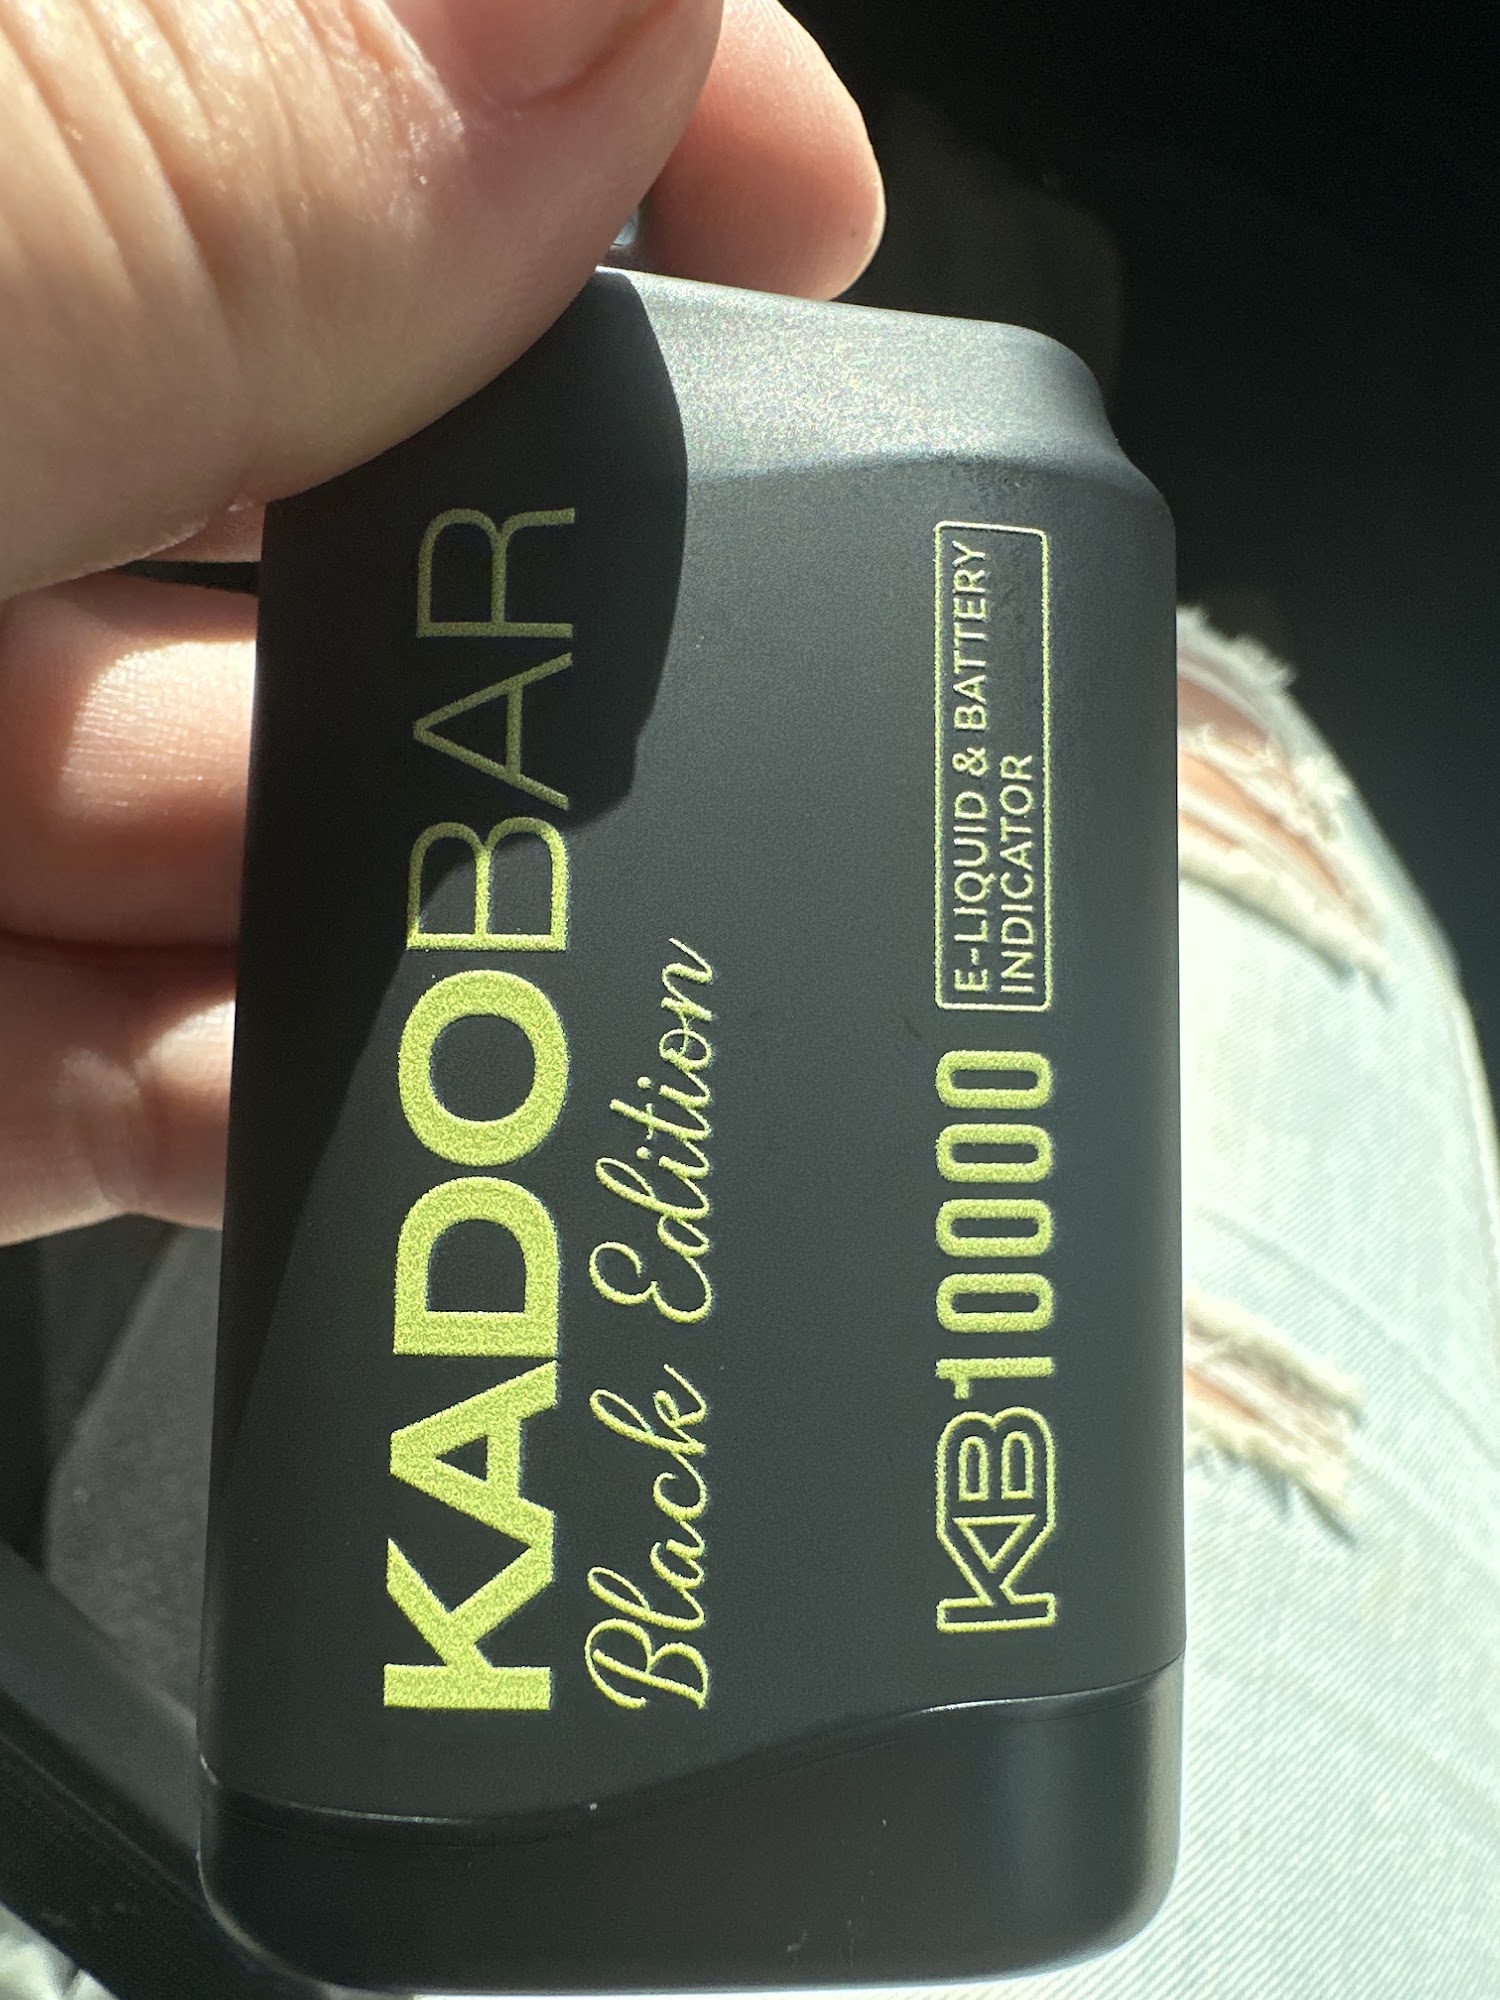 KADOBAR
Black Edition
KB10000
E-LIQUID & BATTERY
INDICATOR